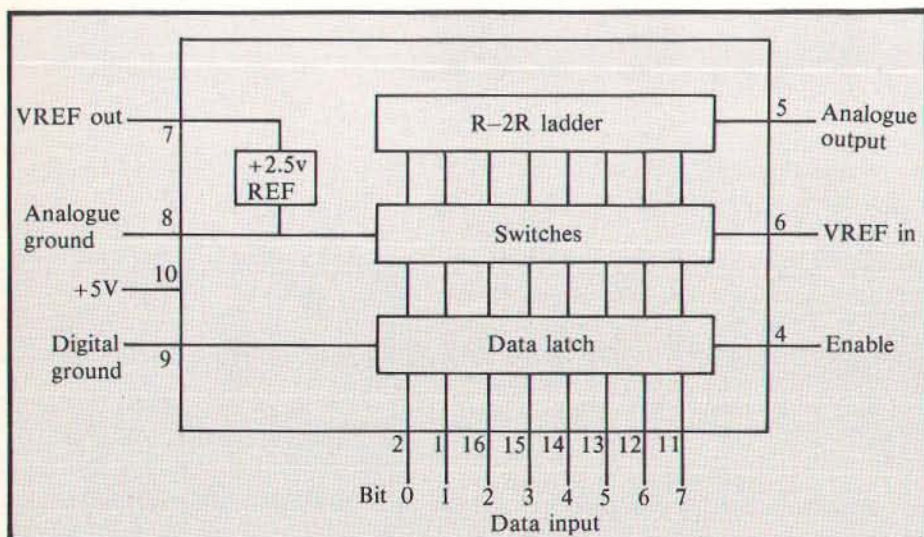 VREF out
7
+2.5v
REF
Analogue
ground
8
+5V
10
Digital
ground
9
R–2R ladder
Switches
Data latch
5
Analogue
output
6
VREF in
4
Enable
2 1 16 15 14 13 12 11
Bit 0 1 2 3 4 5 6 7
Data input